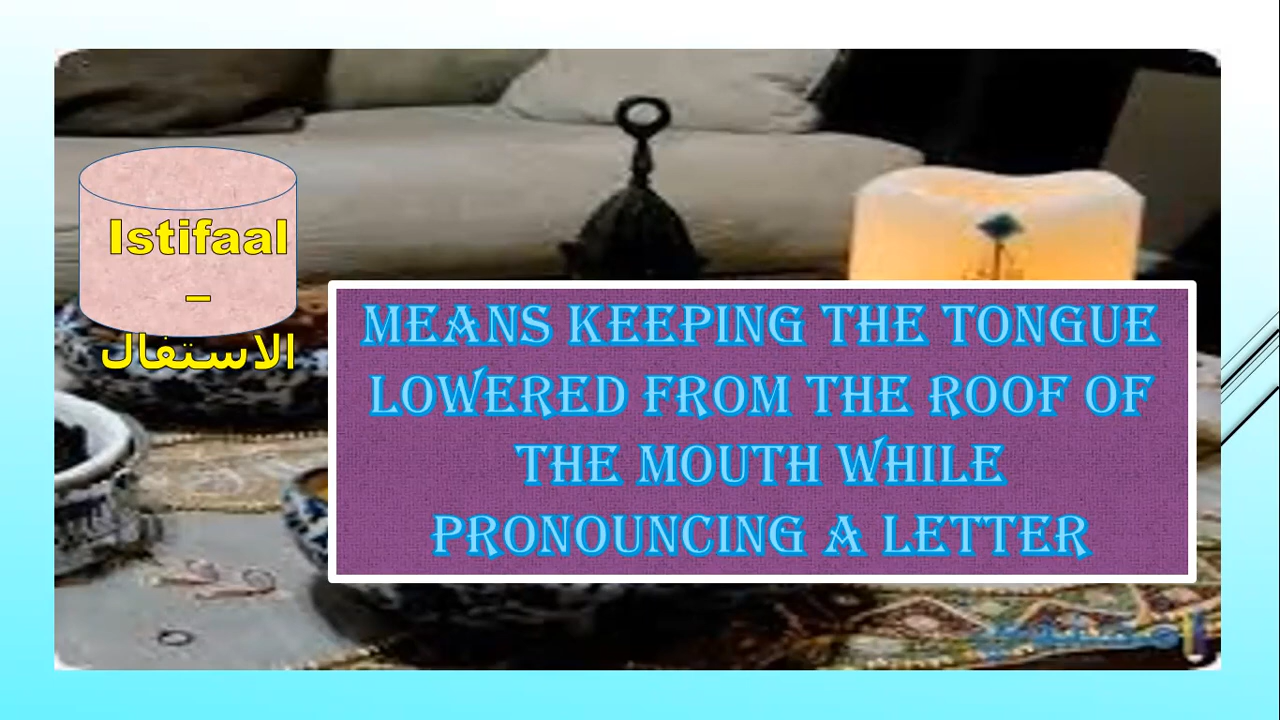 Istifaal
–
الاستفال
MEANS KEEPING THE TONGUE
LOWERED FROM THE ROOF OF
THE MOUTH WHILE
PRONOUNCING A LETTER